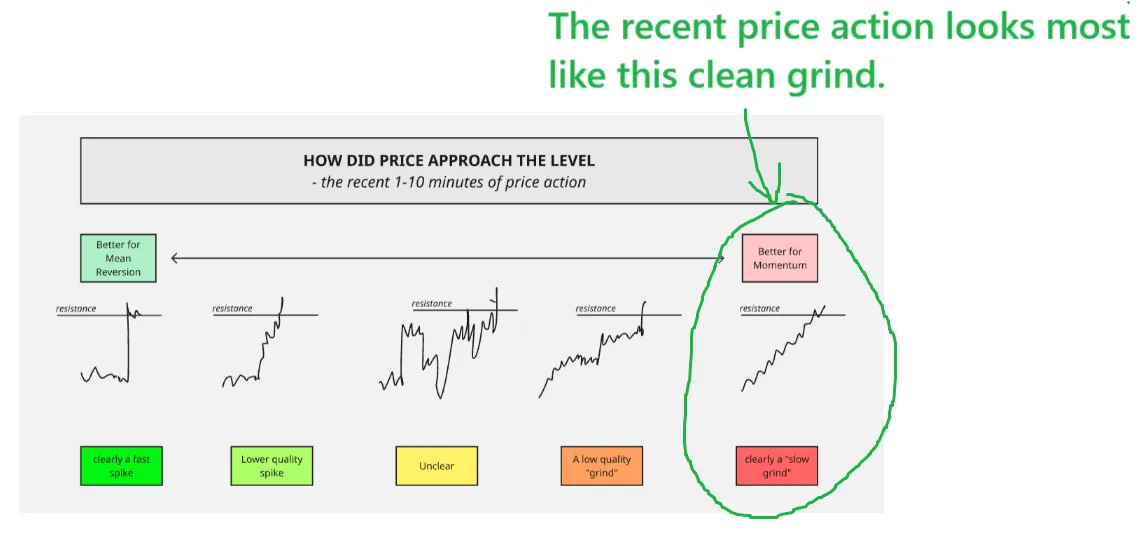 The recent price action looks most
like this clean grind.
HOW DID PRICE APPROACH THE LEVEL
- the recent 1-10 minutes of price action
Better for
Mean
Reversion
Better for
Momentum
resistance
resistance
resistance
resistance
resistance
clearly a fast
spike
Lower quality
spike
Unclear
A low quality
"grind"
clearly a "slow
grind"